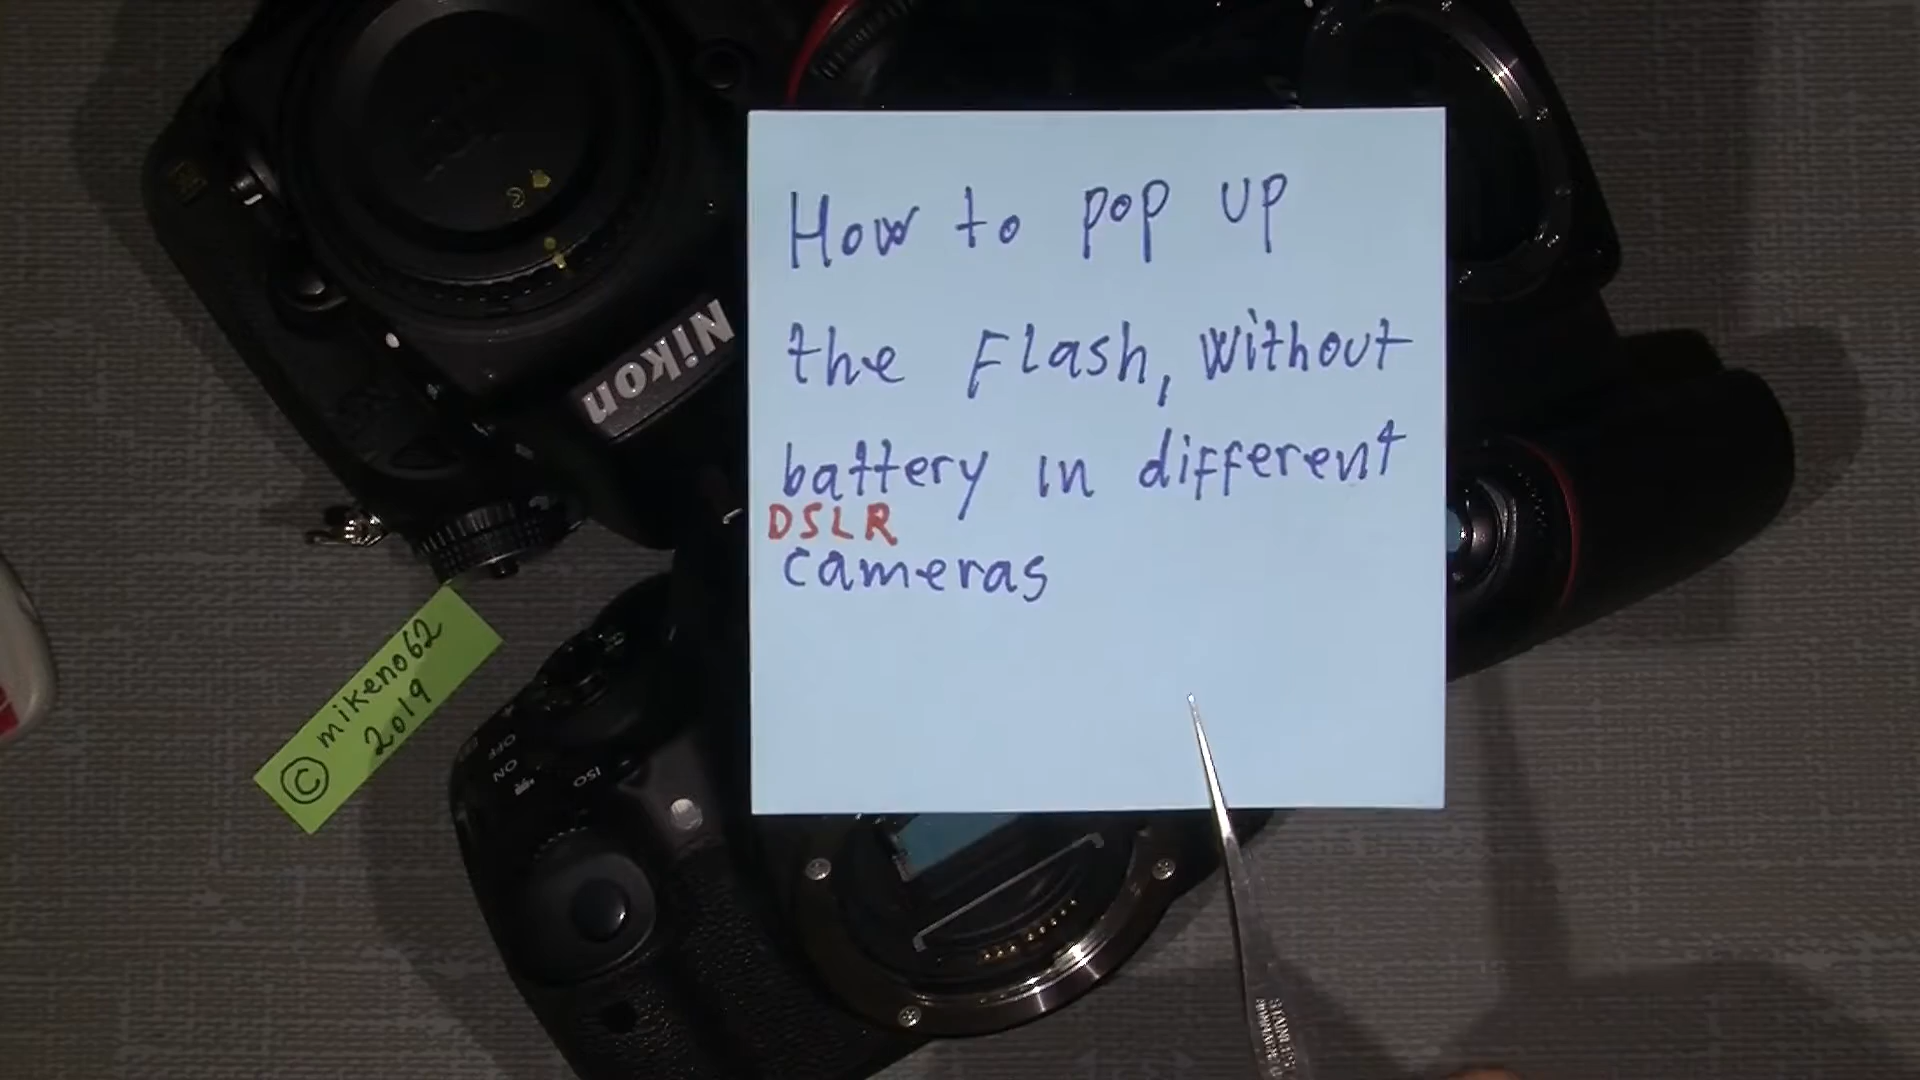 How to pop up
the Flash, without
battery in different
DSLR
cameras
Nikon
© mikeno62
2019
OFF
ON
ISO